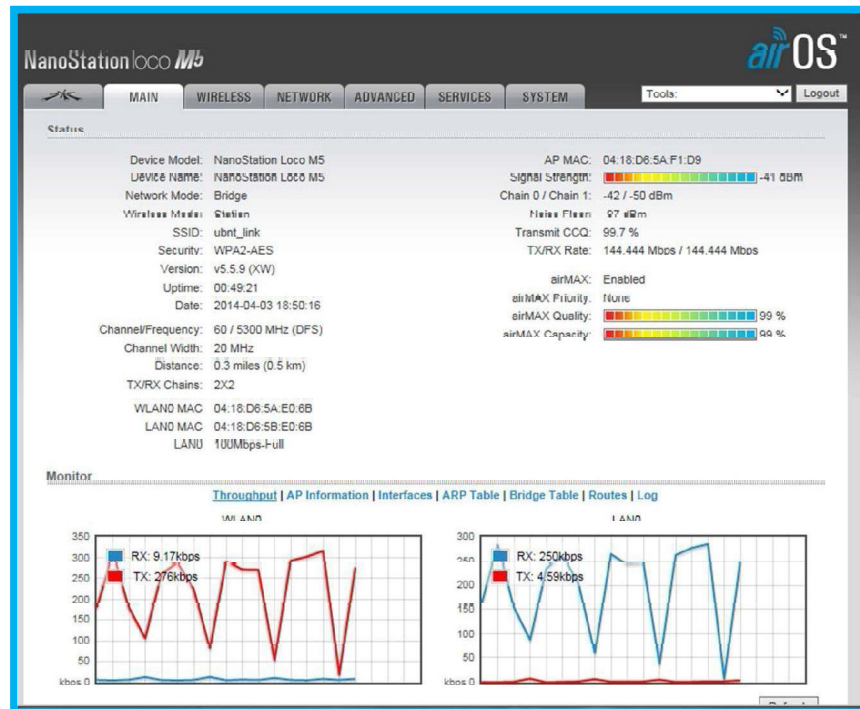 NanoStation loco M5
airOS™
MAIN WIRELESS NETWORK ADVANCED SERVICES SYSTEM Tools: Logout
Status
Device Model: NanoStation Loco M5
Device Name: NanoStation Loco M5
Network Mode: Bridge
Wireless Mode: Station
SSID: ubnt_link
Security: WPA2-AES
Version: v5.5.9 (XW)
Uptime: 00:49:21
Date: 2014-04-03 18:50:16
Channel/Frequency: 60 / 5300 MHz (DFS)
Channel Width: 20 MHz
Distance: 0.3 miles (0.5 km)
TX/RX Chains: 2X2
WLAN0 MAC 04:18:D6:5A:E0:6B
LAN0 MAC 04:18:D6:5B:E0:6B
LAN0 100Mbps-Full
AP MAC: 04:18:D6:5A:F1:D9
Signal Strength: -41 dBm
Chain 0 / Chain 1: -42 / -50 dBm
Noise Floor: -97 dBm
Transmit CCQ: 99.7 %
TX/RX Rate: 144.444 Mbps / 144.444 Mbps
airMAX: Enabled
airMAX Priority: None
airMAX Quality: 99 %
airMAX Capacity: 99 %
Monitor
Throughput | AP Information | Interfaces | ARP Table | Bridge Table | Routes | Log
WLAN0
350
300
250
200
150
100
50
kbps 0
RX: 9.17kbps
TX: 276kbps
LAN0
300
250
200
150
100
50
kbps 0
RX: 250kbps
TX: 4.59kbps
Refresh